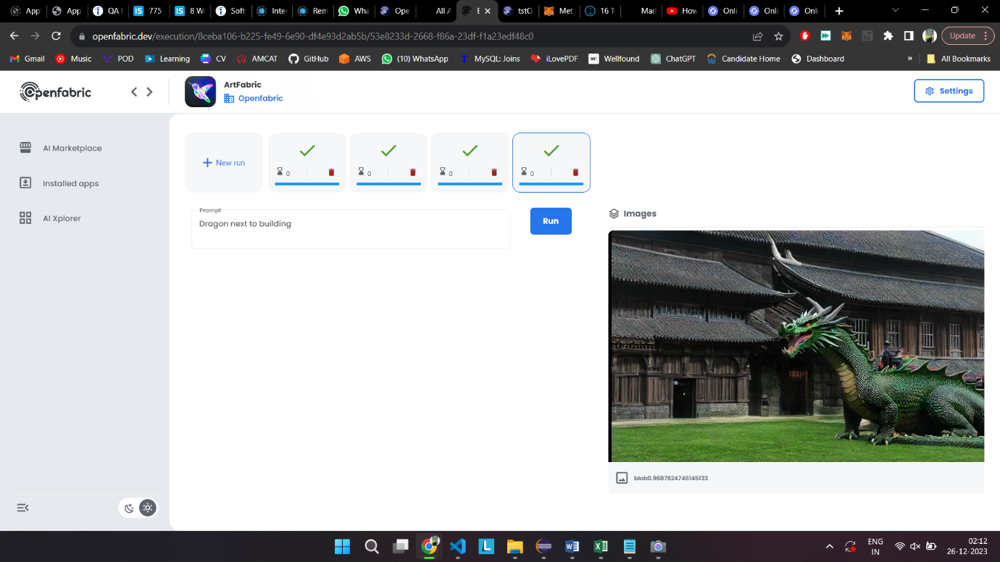 App
App
QA
775
8 W
Soft
Inte
Rem
Wha
Ope
All A
E
tstO
Met
16 T
Mar
How
Onli
Onli
Onli
openfabric.dev/execution/8ceba106-b225-fe49-6e90-df4e93d2ab5b/53e8233d-2668-f86a-23df-f1a23edf48c0
Update
Gmail
Music
POD
Learning
CV
AMCAT
GitHub
AWS
(10) WhatsApp
MySQL: Joins
iLovePDF
Wellfound
ChatGPT
Candidate Home
Dashboard
»
All Bookmarks
Openfabric
ArtFabric
Openfabric
Settings
AI Marketplace
Installed apps
AI Xplorer
+ New run
0
0
0
0
Prompt
Dragon next to building
Run
Images
blob0.9687824746145133
ENG
IN
02:12
26-12-2023